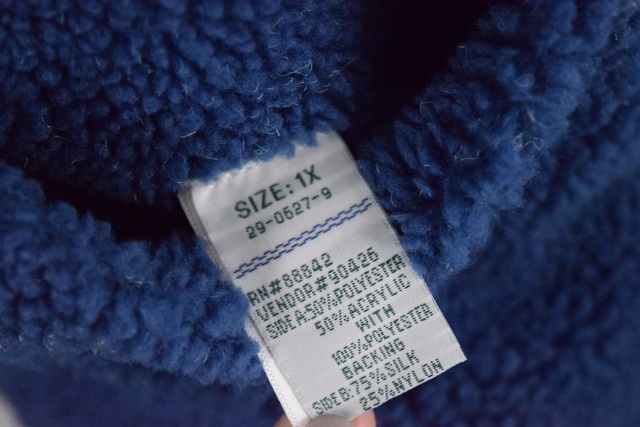 SIZE: 1X
29-0627-9
RN#88842
VENDOR#90426
SIDE A:50%POLYESTER
50%ACRYLIC
WITH
100%POLYESTER
BACKING
SIDE B: 75%SILK
25%NYLON